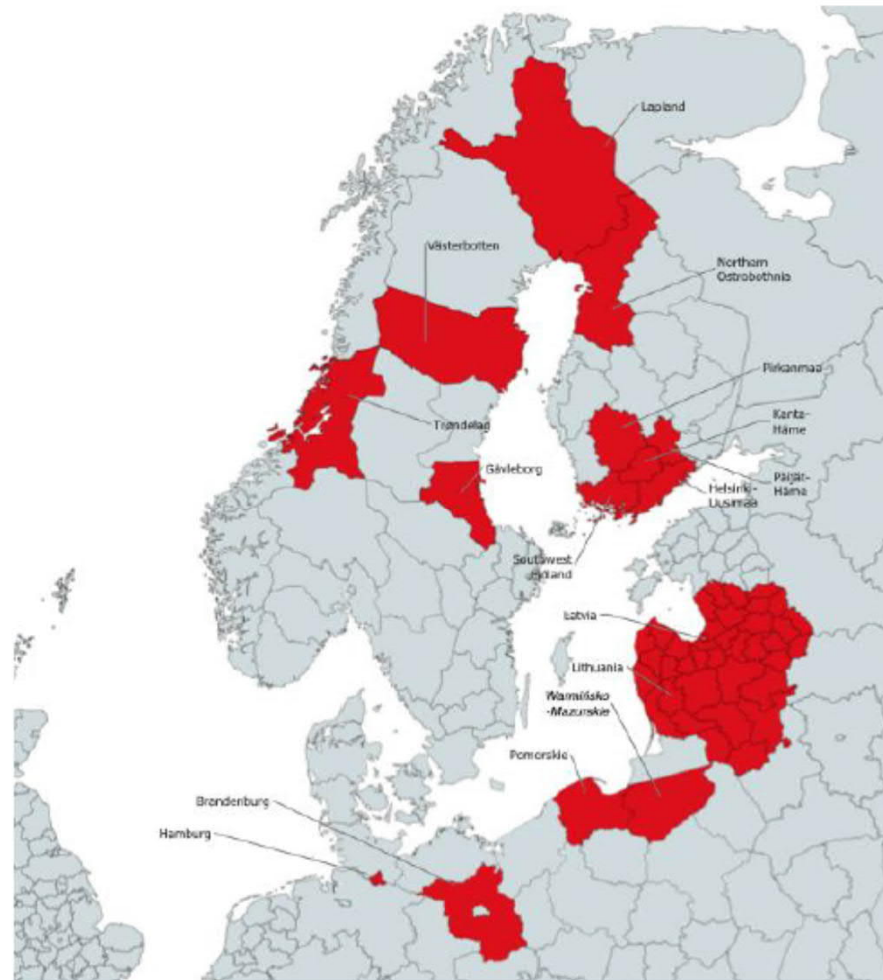 Lapland
Västerbotten
Northern
Ostrobothnia
Pirkanmaa
Kanta-
Häme
Trøndelag
Gävleborg
Päijät-
Häme
Helsinki-
Uusimaa
Southwest
Finland
Latvia
Lithuania
Warmińsko
-Mazurskie
Pomorskie
Brandenburg
Hamburg